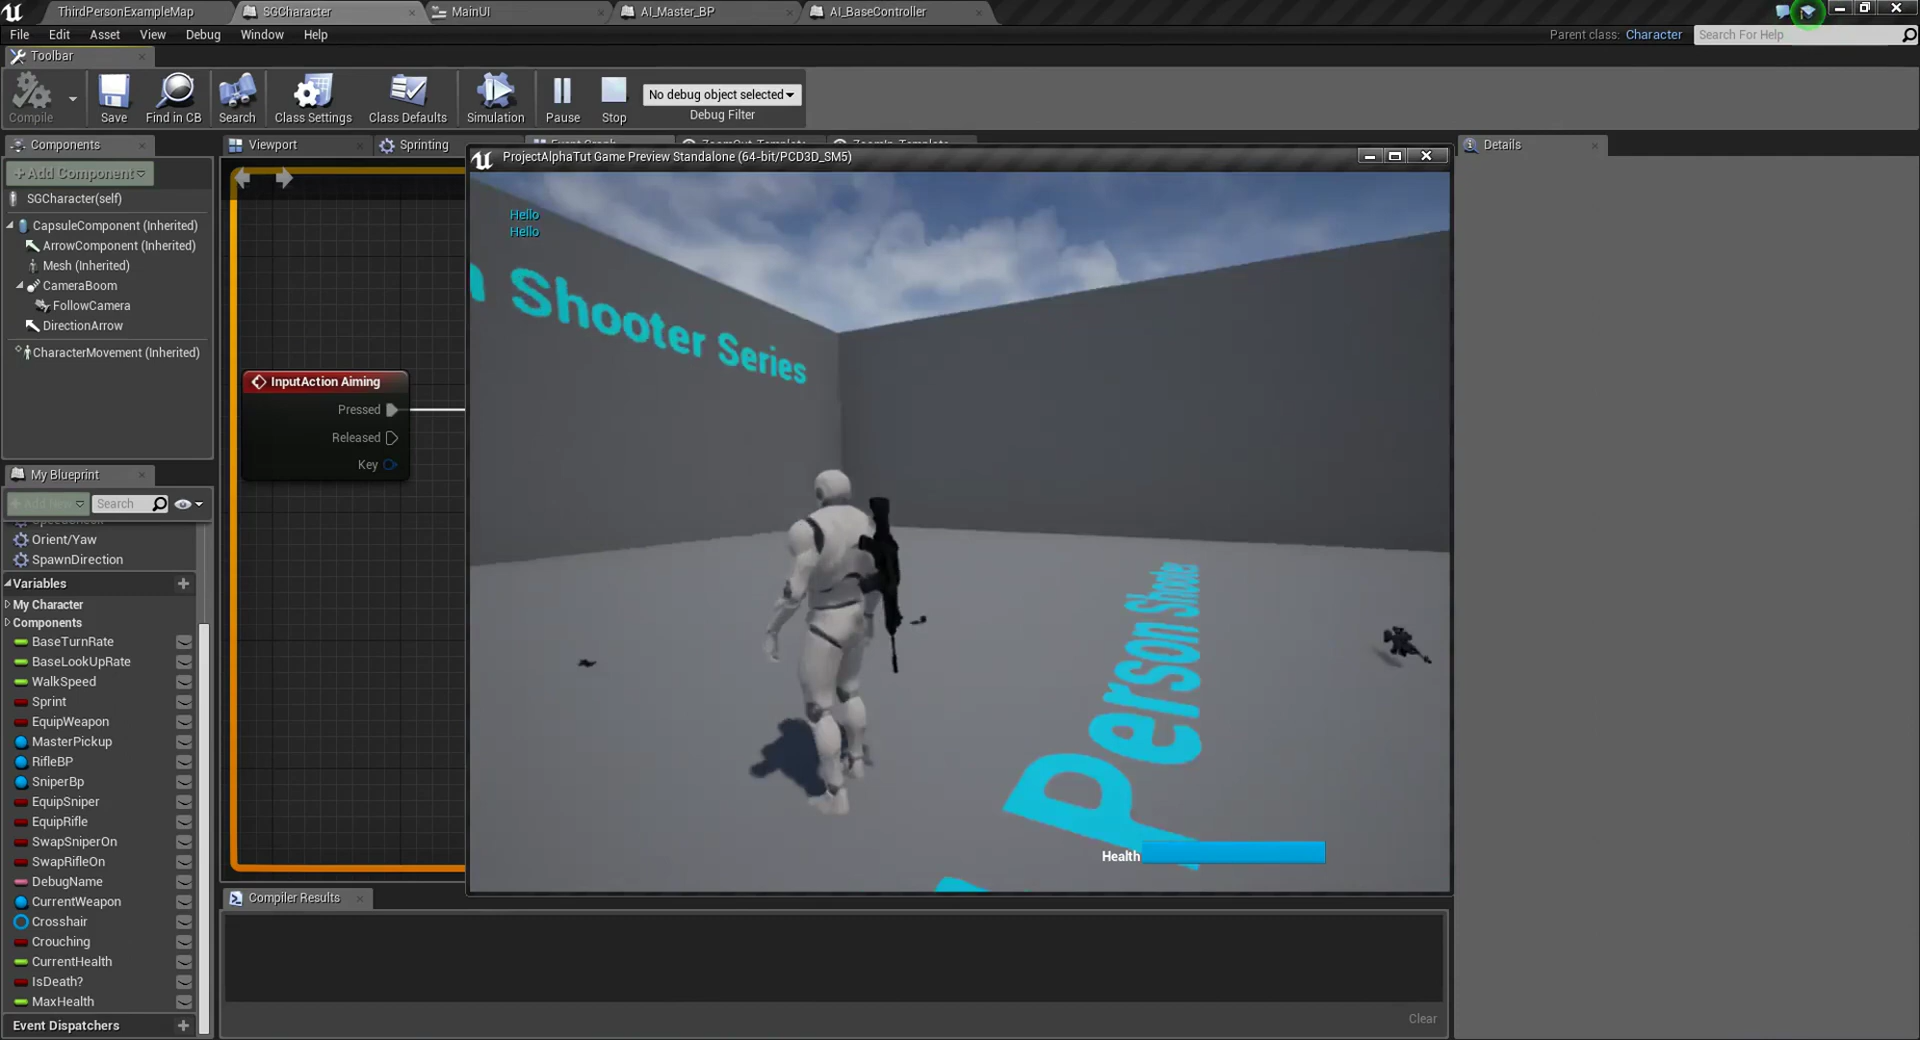 ThirdPersonExampleMap
SGCharacter
MainUI
AI_Master_BP
AI_BaseController
File
Edit
Asset
View
Debug
Window
Help
Parent class: Character
Search For Help
Toolbar
Compile
Save
Find in CB
Search
Class Settings
Class Defaults
Simulation
Pause
Stop
No debug object selected
Debug Filter
Components
Viewport
Sprinting
Event Graph
Details
+Add Component
SGCharacter(self)
CapsuleComponent (Inherited)
ArrowComponent (Inherited)
Mesh (Inherited)
CameraBoom
FollowCamera
DirectionArrow
CharacterMovement (Inherited)
ProjectAlphaTut Game Preview Standalone (64-bit/PCD3D_SM5)
Hello
Hello
Shooter Series
Person Shooter
Health
InputAction Aiming
Pressed
Released
Key
My Blueprint
+Add New
Search
Orient/Yaw
SpawnDirection
Variables
My Character
Components
BaseTurnRate
BaseLookUpRate
WalkSpeed
Sprint
EquipWeapon
MasterPickup
RifleBP
SniperBp
EquipSniper
EquipRifle
SwapSniperOn
SwapRifleOn
DebugName
CurrentWeapon
Crosshair
Crouching
CurrentHealth
IsDeath?
MaxHealth
Event Dispatchers
Compiler Results
Clear